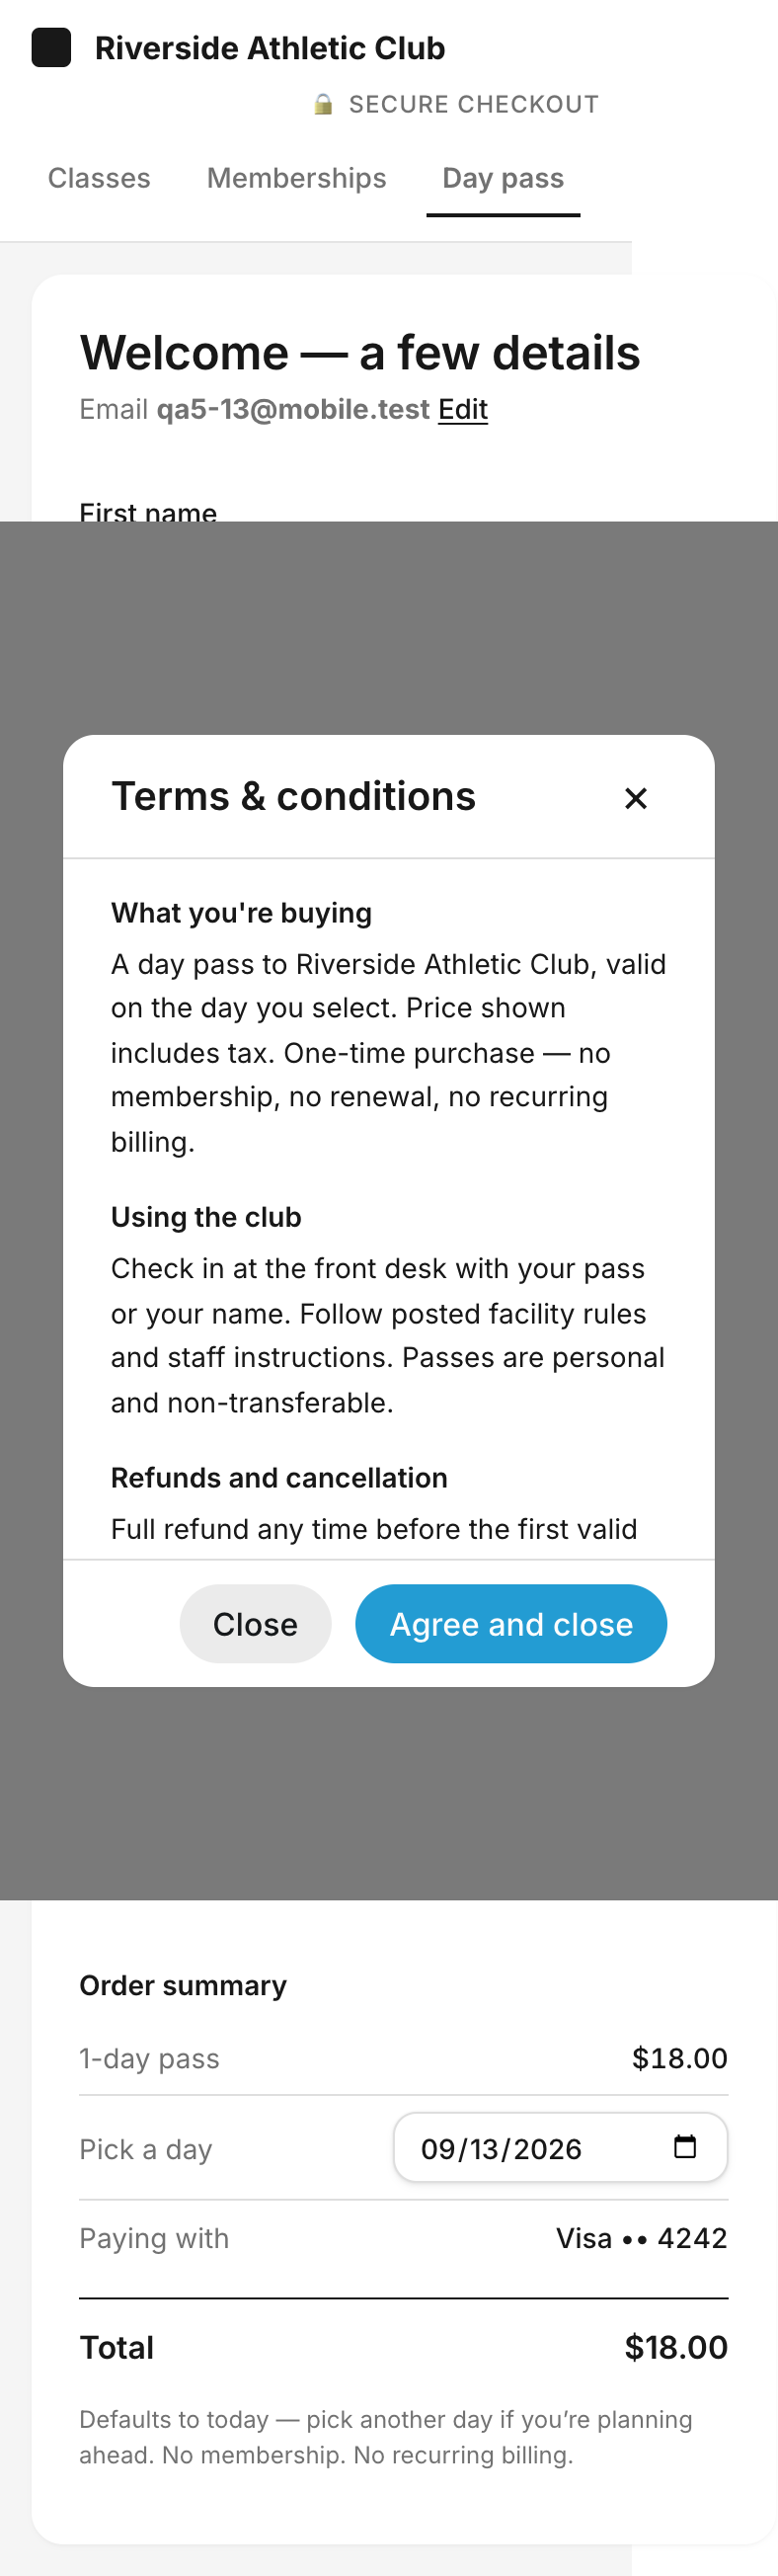 Riverside Athletic Club
🔒 SECURE CHECKOUT
Classes Memberships Day pass
Welcome — a few details
Email qa5-13@mobile.test Edit
First name
Terms & conditions ✕
What you're buying
A day pass to Riverside Athletic Club, valid
on the day you select. Price shown
includes tax. One-time purchase — no
membership, no renewal, no recurring
billing.
Using the club
Check in at the front desk with your pass
or your name. Follow posted facility rules
and staff instructions. Passes are personal
and non-transferable.
Refunds and cancellation
Full refund any time before the first valid
Close Agree and close
Order summary
1-day pass $18.00
Pick a day 09/13/2026
Paying with Visa •• 4242
Total $18.00
Defaults to today — pick another day if you’re planning
ahead. No membership. No recurring billing.